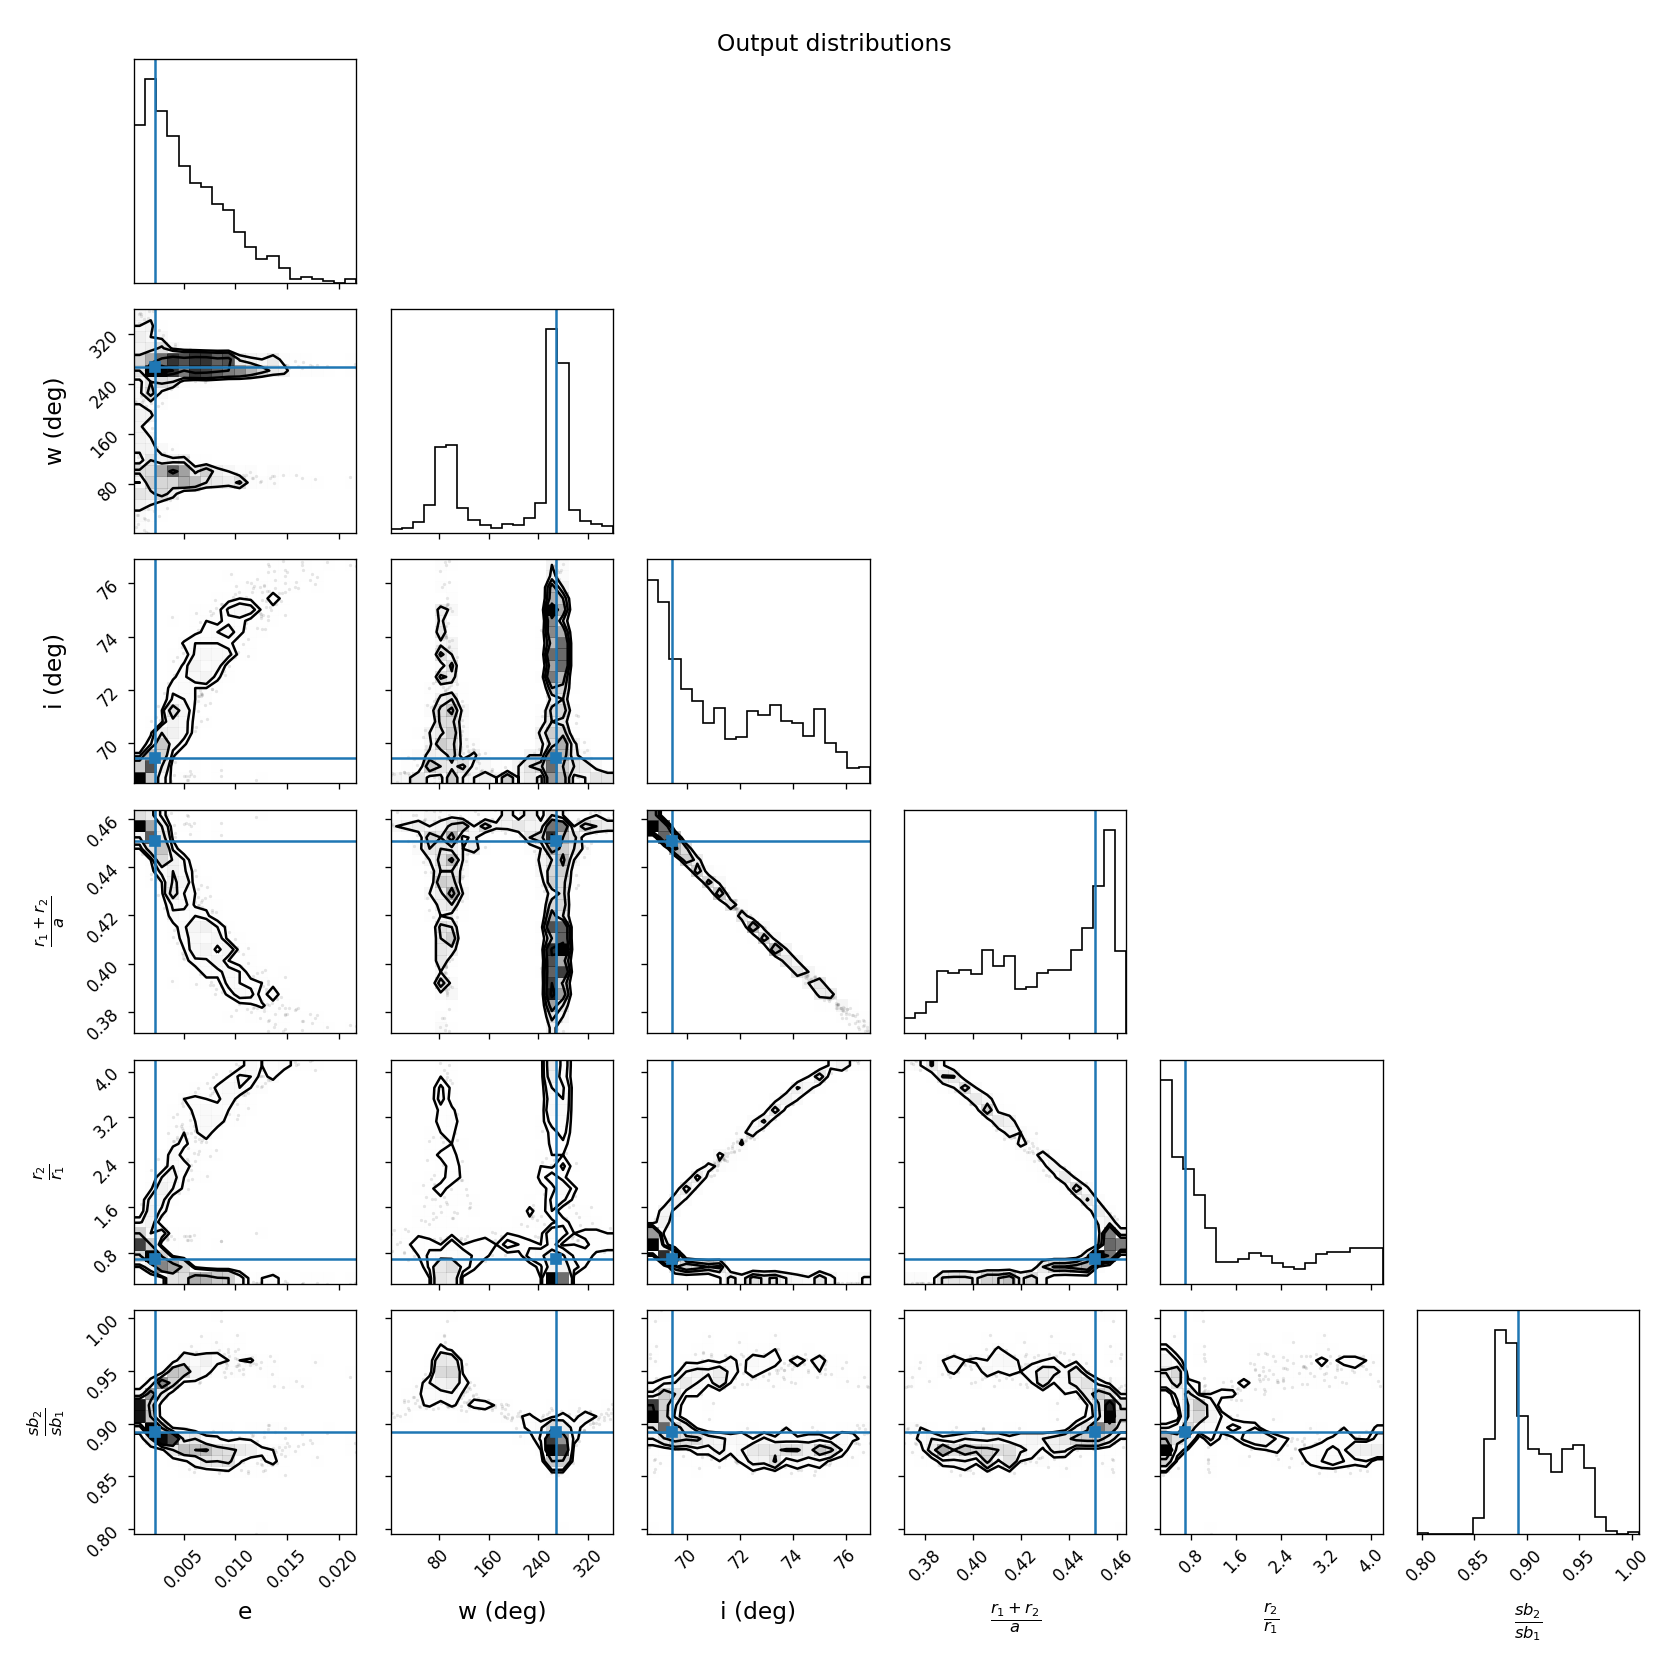 Output distributions
w (deg)
320
240
160
80
i (deg)
76
74
72
70
r₁ + r₂
a
0.46
0.44
0.42
0.40
0.38
r₂
r₁
4.0
3.2
2.4
1.6
0.8
sb₂
sb₁
1.00
0.95
0.90
0.85
0.80
0.005 0.010 0.015 0.020
80 160 240 320
70 72 74 76
0.38 0.40 0.42 0.44 0.46
0.8 1.6 2.4 3.2 4.0
0.80 0.85 0.90 0.95 1.00
e
w (deg)
i (deg)
r₁ + r₂
a
r₂
r₁
sb₂
sb₁